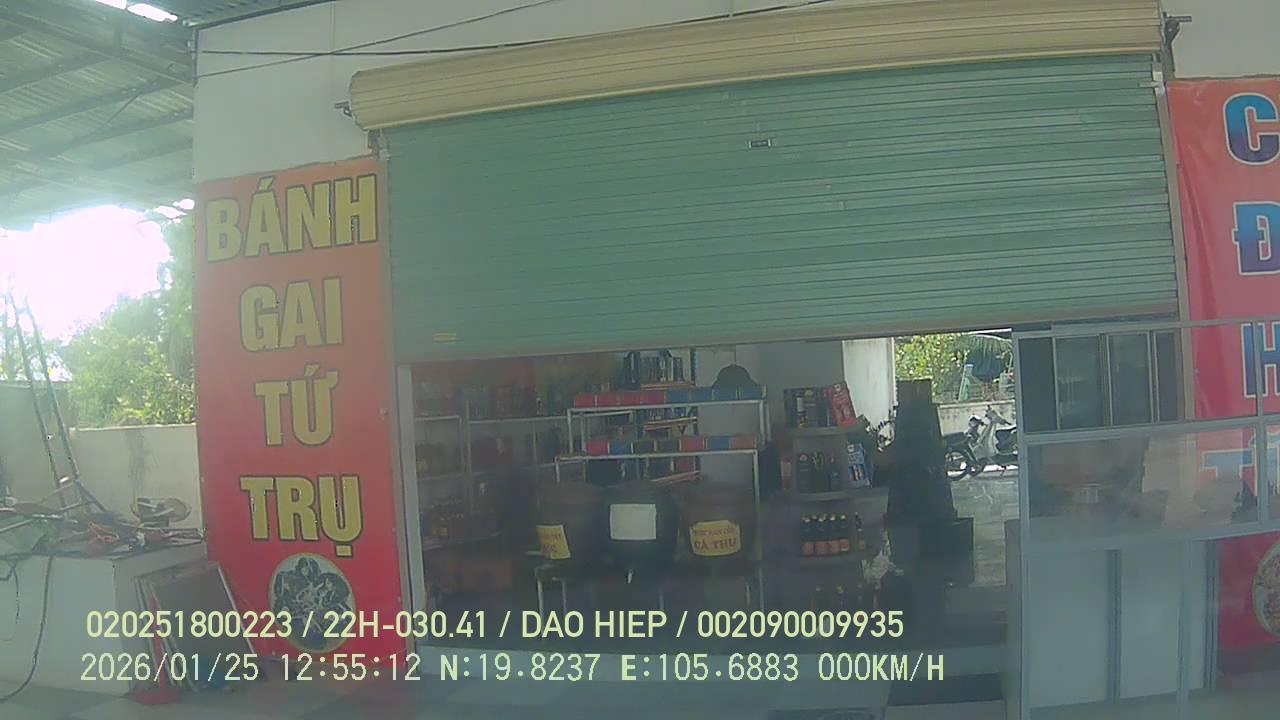 BÁNH
GAI
TỨ
TRỤ
C
Đ
H
T
CÁ THU
020251800223 / 22H-030.41 / DAO HIEP / 002090009935
2026/01/25 12:55:12 N:19.8237 E:105.6883 000KM/H